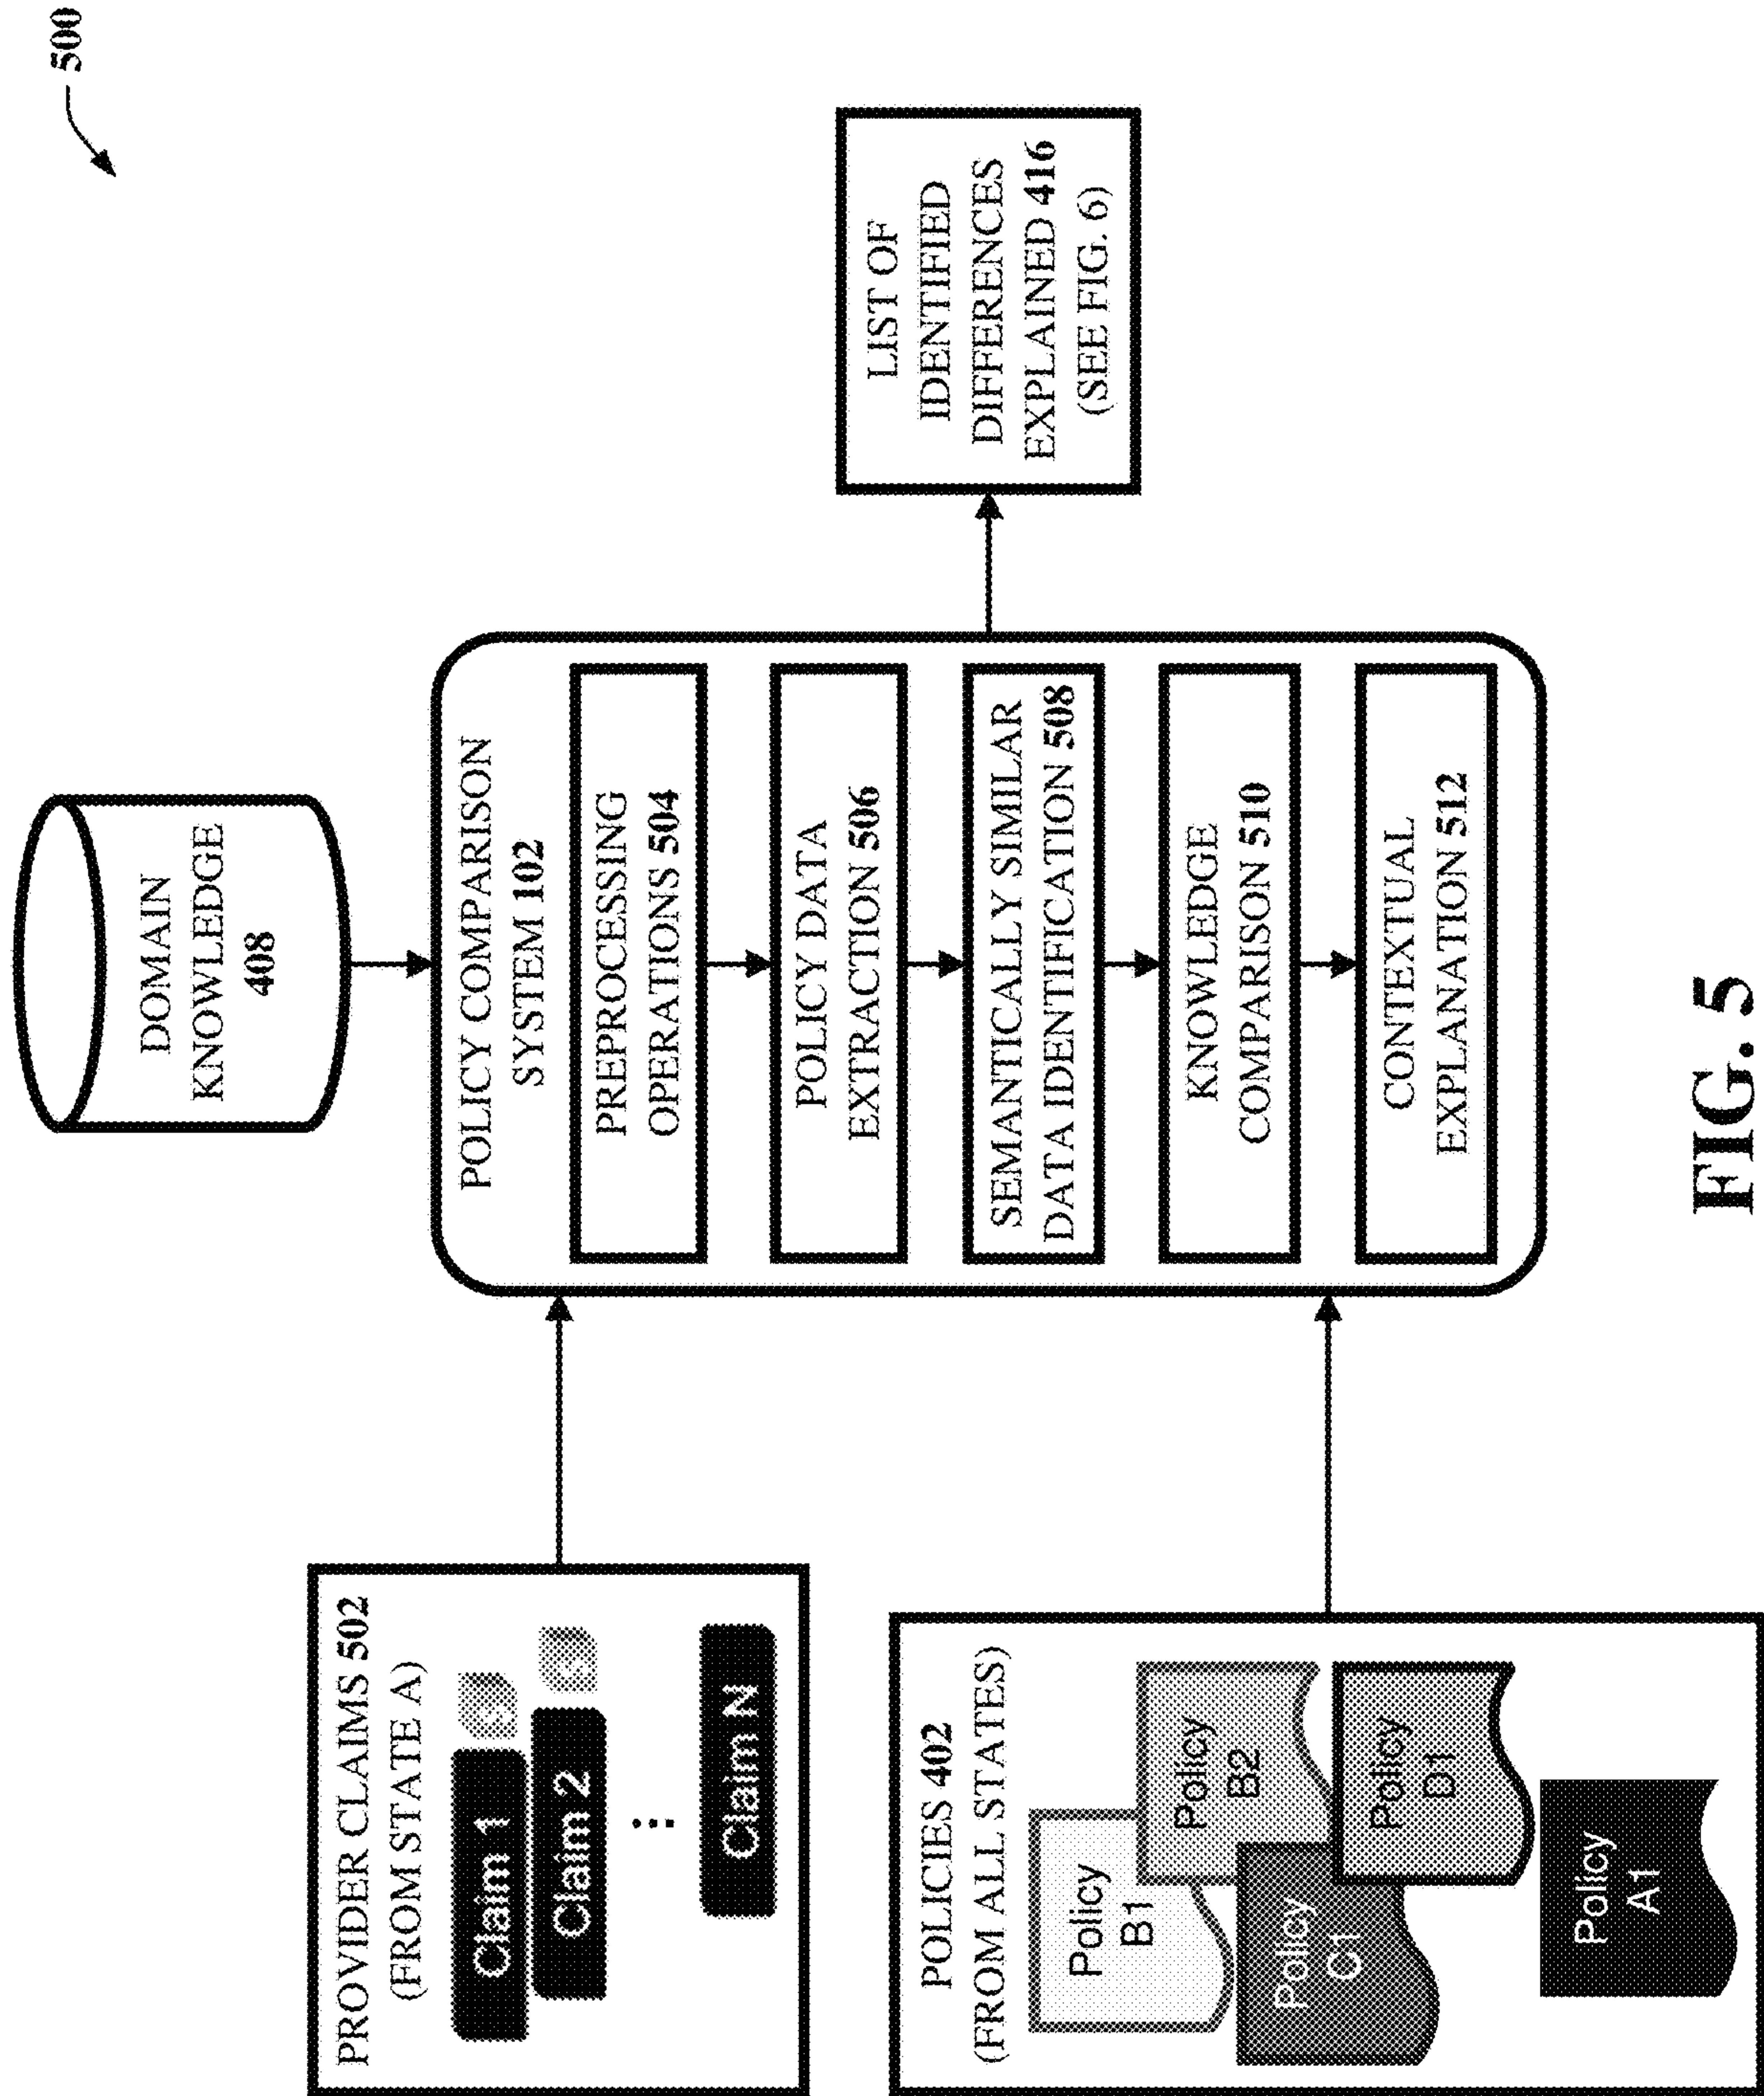 500
DOMAIN
KNOWLEDGE
408
PROVIDER CLAIMS 502
(FROM STATE A)
Claim 1
Claim 2
⋮
Claim N
POLICIES 402
(FROM ALL STATES)
Policy
B1
Policy
B2
Policy
C1
Policy
D1
Policy
A1
POLICY COMPARISON
SYSTEM 102
PREPROCESSING
OPERATIONS 504
POLICY DATA
EXTRACTION 506
SEMANTICALLY SIMILAR
DATA IDENTIFICATION 508
KNOWLEDGE
COMPARISON 510
CONTEXTUAL
EXPLANATION 512
LIST OF
IDENTIFIED
DIFFERENCES
EXPLAINED 416
(SEE FIG. 6)
FIG. 5